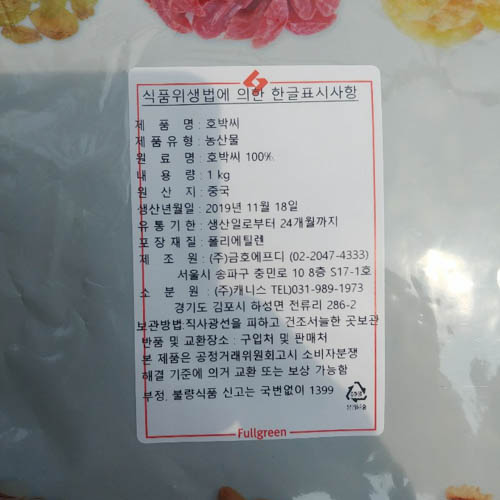 식품위생법에 의한 한글표시사항
제 품 명 : 호박씨
제품유형 : 농산물
원 료 명 : 호박씨 100%
내 용 량 : 1 kg
원 산 지 : 중국
생산년월일 : 2019년 11월 18일
유통기한 : 생산일로부터 24개월까지
포장재질 : 폴리에틸렌
제 조 원 : (주)금호에프디 (02-2047-4333)
서울시 송파구 충민로 10 8층 S17-1호
소 분 원 : (주)캐니스 TEL)031-989-1973
경기도 김포시 하성면 전류리 286-2
보관방법:직사광선을 피하고 건조서늘한 곳보관
반품 및 교환장소 : 구입처 및 판매처
본 제품은 공정거래위원회고시 소비자분쟁
해결 기준에 의거 교환 또는 보상 가능함
부정, 불량식품 신고는 국번없이 1399
Fullgreen